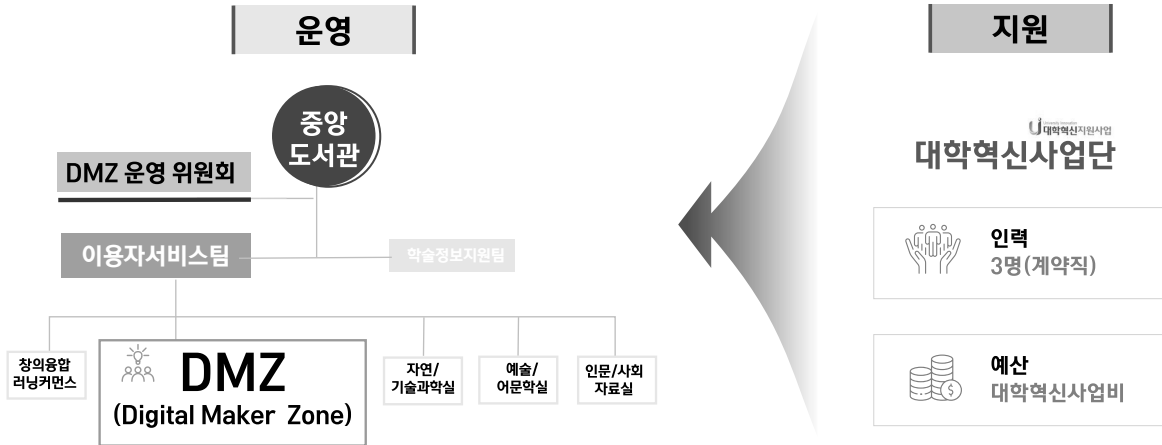 운영
중앙
도서관
DMZ 운영 위원회
이용자서비스팀
학술정보지원팀
창의융합
러닝커먼스
DMZ
(Digital Maker Zone)
자연/
기술과학실
예술/
어문학실
인문/사회
자료실
지원
University Innovation
대학혁신지원사업
대학혁신사업단
인력
3명(계약직)
예산
대학혁신사업비